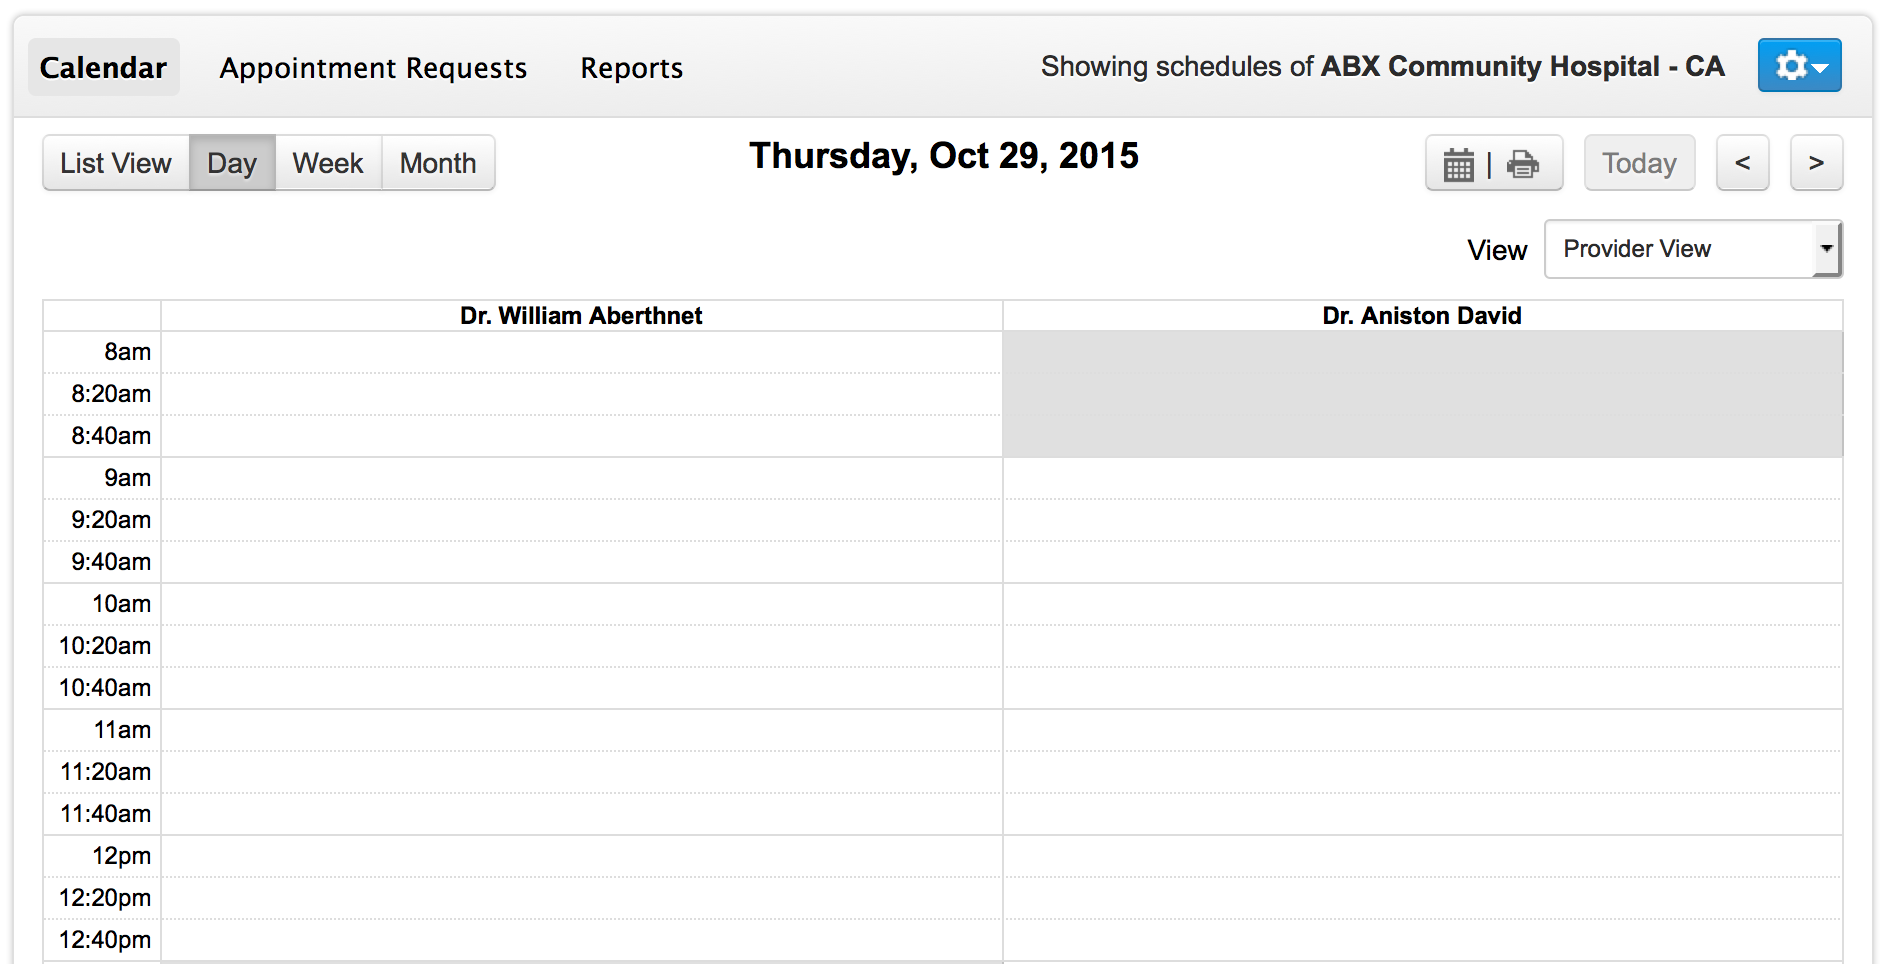 Calendar Appointment Requests Reports Showing schedules of ABX Community Hospital - CA
List View Day Week Month Thursday, Oct 29, 2015 | Today < >
View Provider View
Dr. William Aberthnet Dr. Aniston David
8am
8:20am
8:40am
9am
9:20am
9:40am
10am
10:20am
10:40am
11am
11:20am
11:40am
12pm
12:20pm
12:40pm